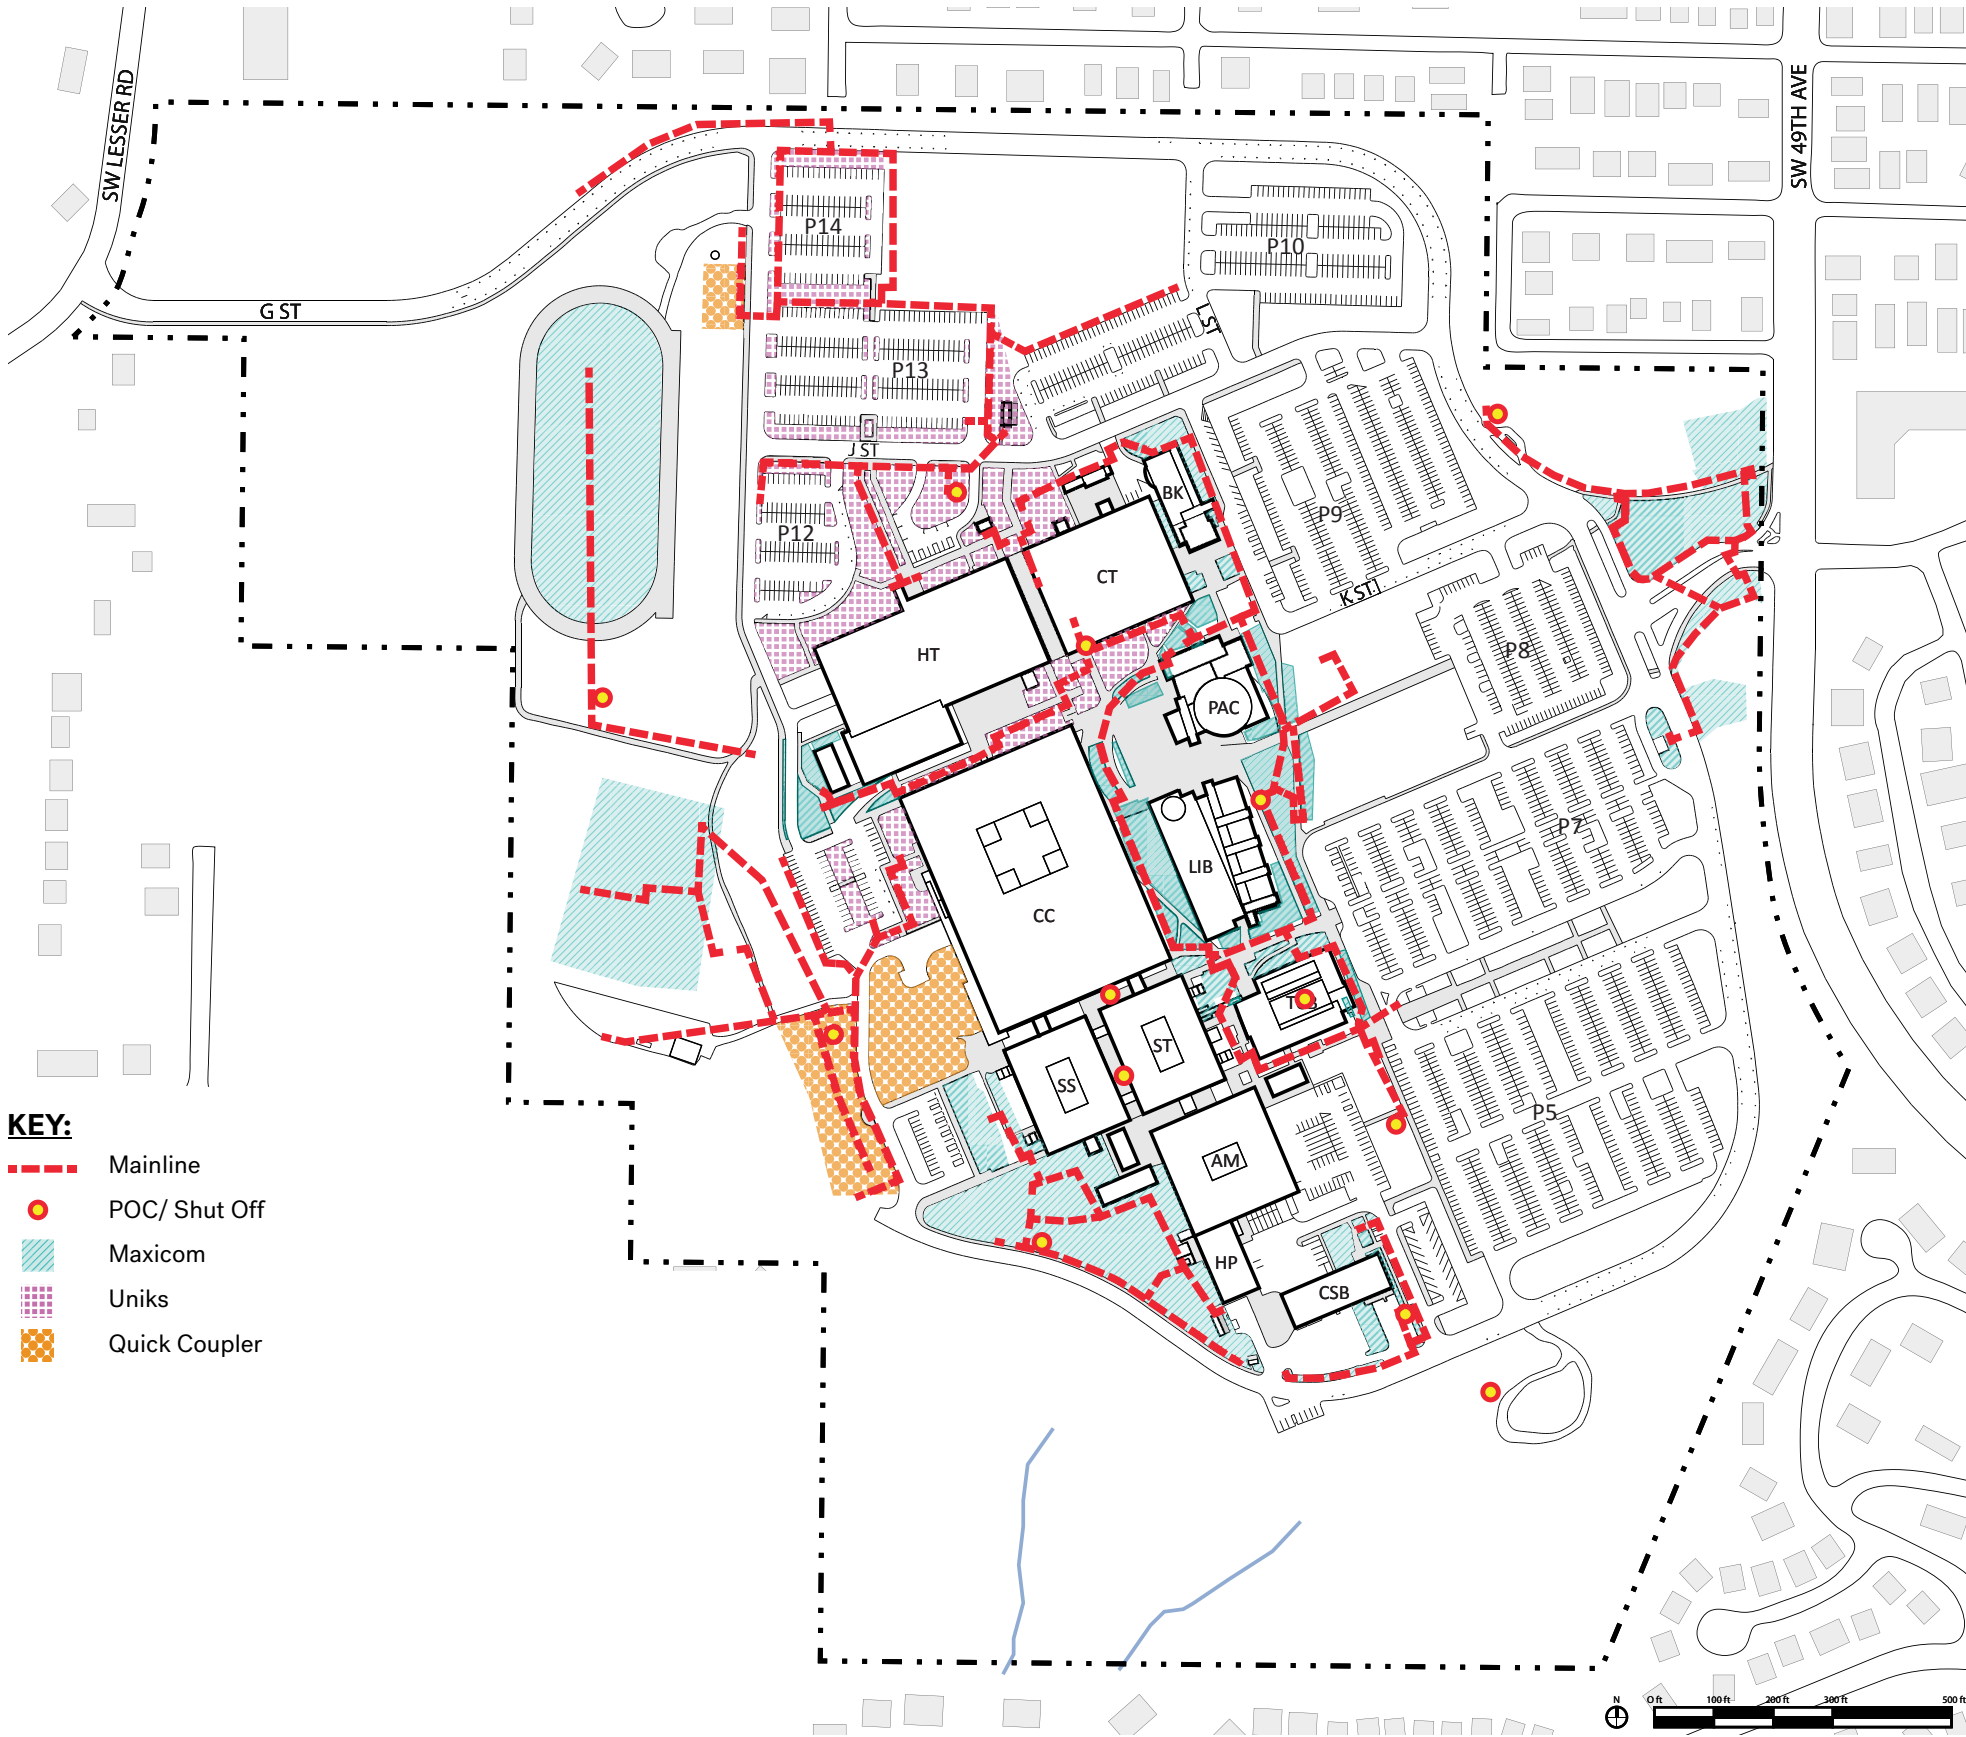 SW LESSER RD
SW 49TH AVE
G ST
P14
P10
L ST
P13
J ST
BK
P9
P12
CT
K ST
HT
P8
PAC
P7
LIB
CC
ST
SS
P5
AM
HP
CSB
KEY:
Mainline
POC/ Shut Off
Maxicom
Uniks
Quick Coupler
N
0 ft
100 ft
200 ft
300 ft
500 ft